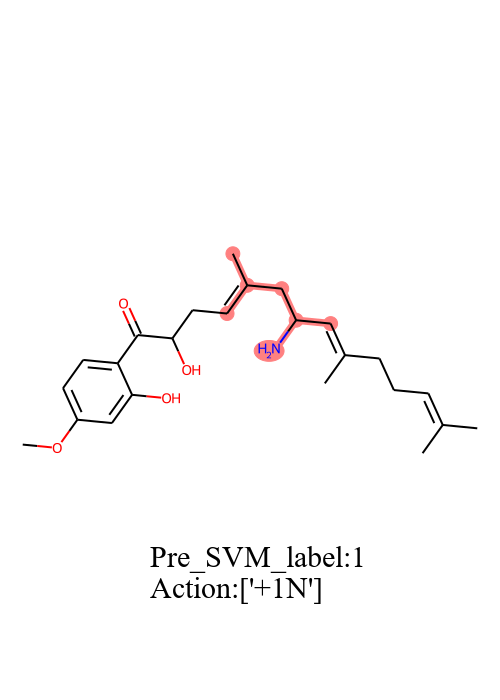 O
H₂N
OH
OH
O
Pre_SVM_label:1
Action:['+1N']